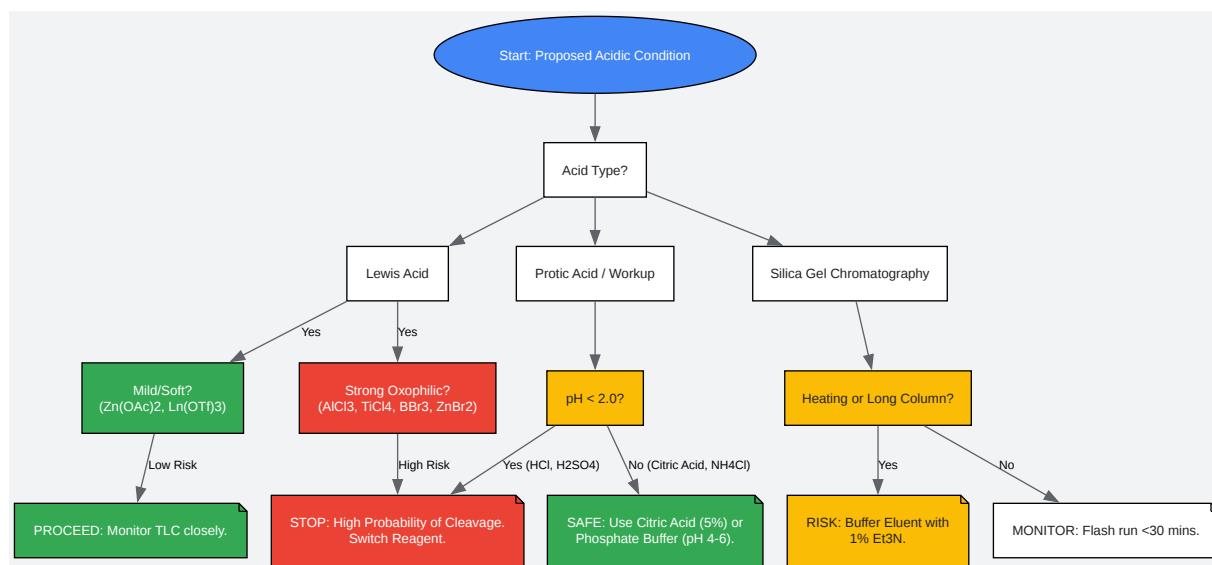 Start: Proposed Acidic Condition
Acid Type?
Lewis Acid
Protic Acid / Workup
Silica Gel Chromatography
Yes
Yes
Mild/Soft?
(Zn(OAc)2, Ln(OTf)3)
Strong Oxophilic?
(AlCl3, TiCl4, BBr3, ZnBr2)
pH < 2.0?
Heating or Long Column?
Low Risk
High Risk
Yes (HCl, H2SO4)
No (Citric Acid, NH4Cl)
Yes
No
PROCEED: Monitor TLC closely.
STOP: High Probability of Cleavage.
Switch Reagent.
SAFE: Use Citric Acid (5%) or
Phosphate Buffer (pH 4-6).
RISK: Buffer Eluent with
1% Et3N.
MONITOR: Flash run <30 mins.